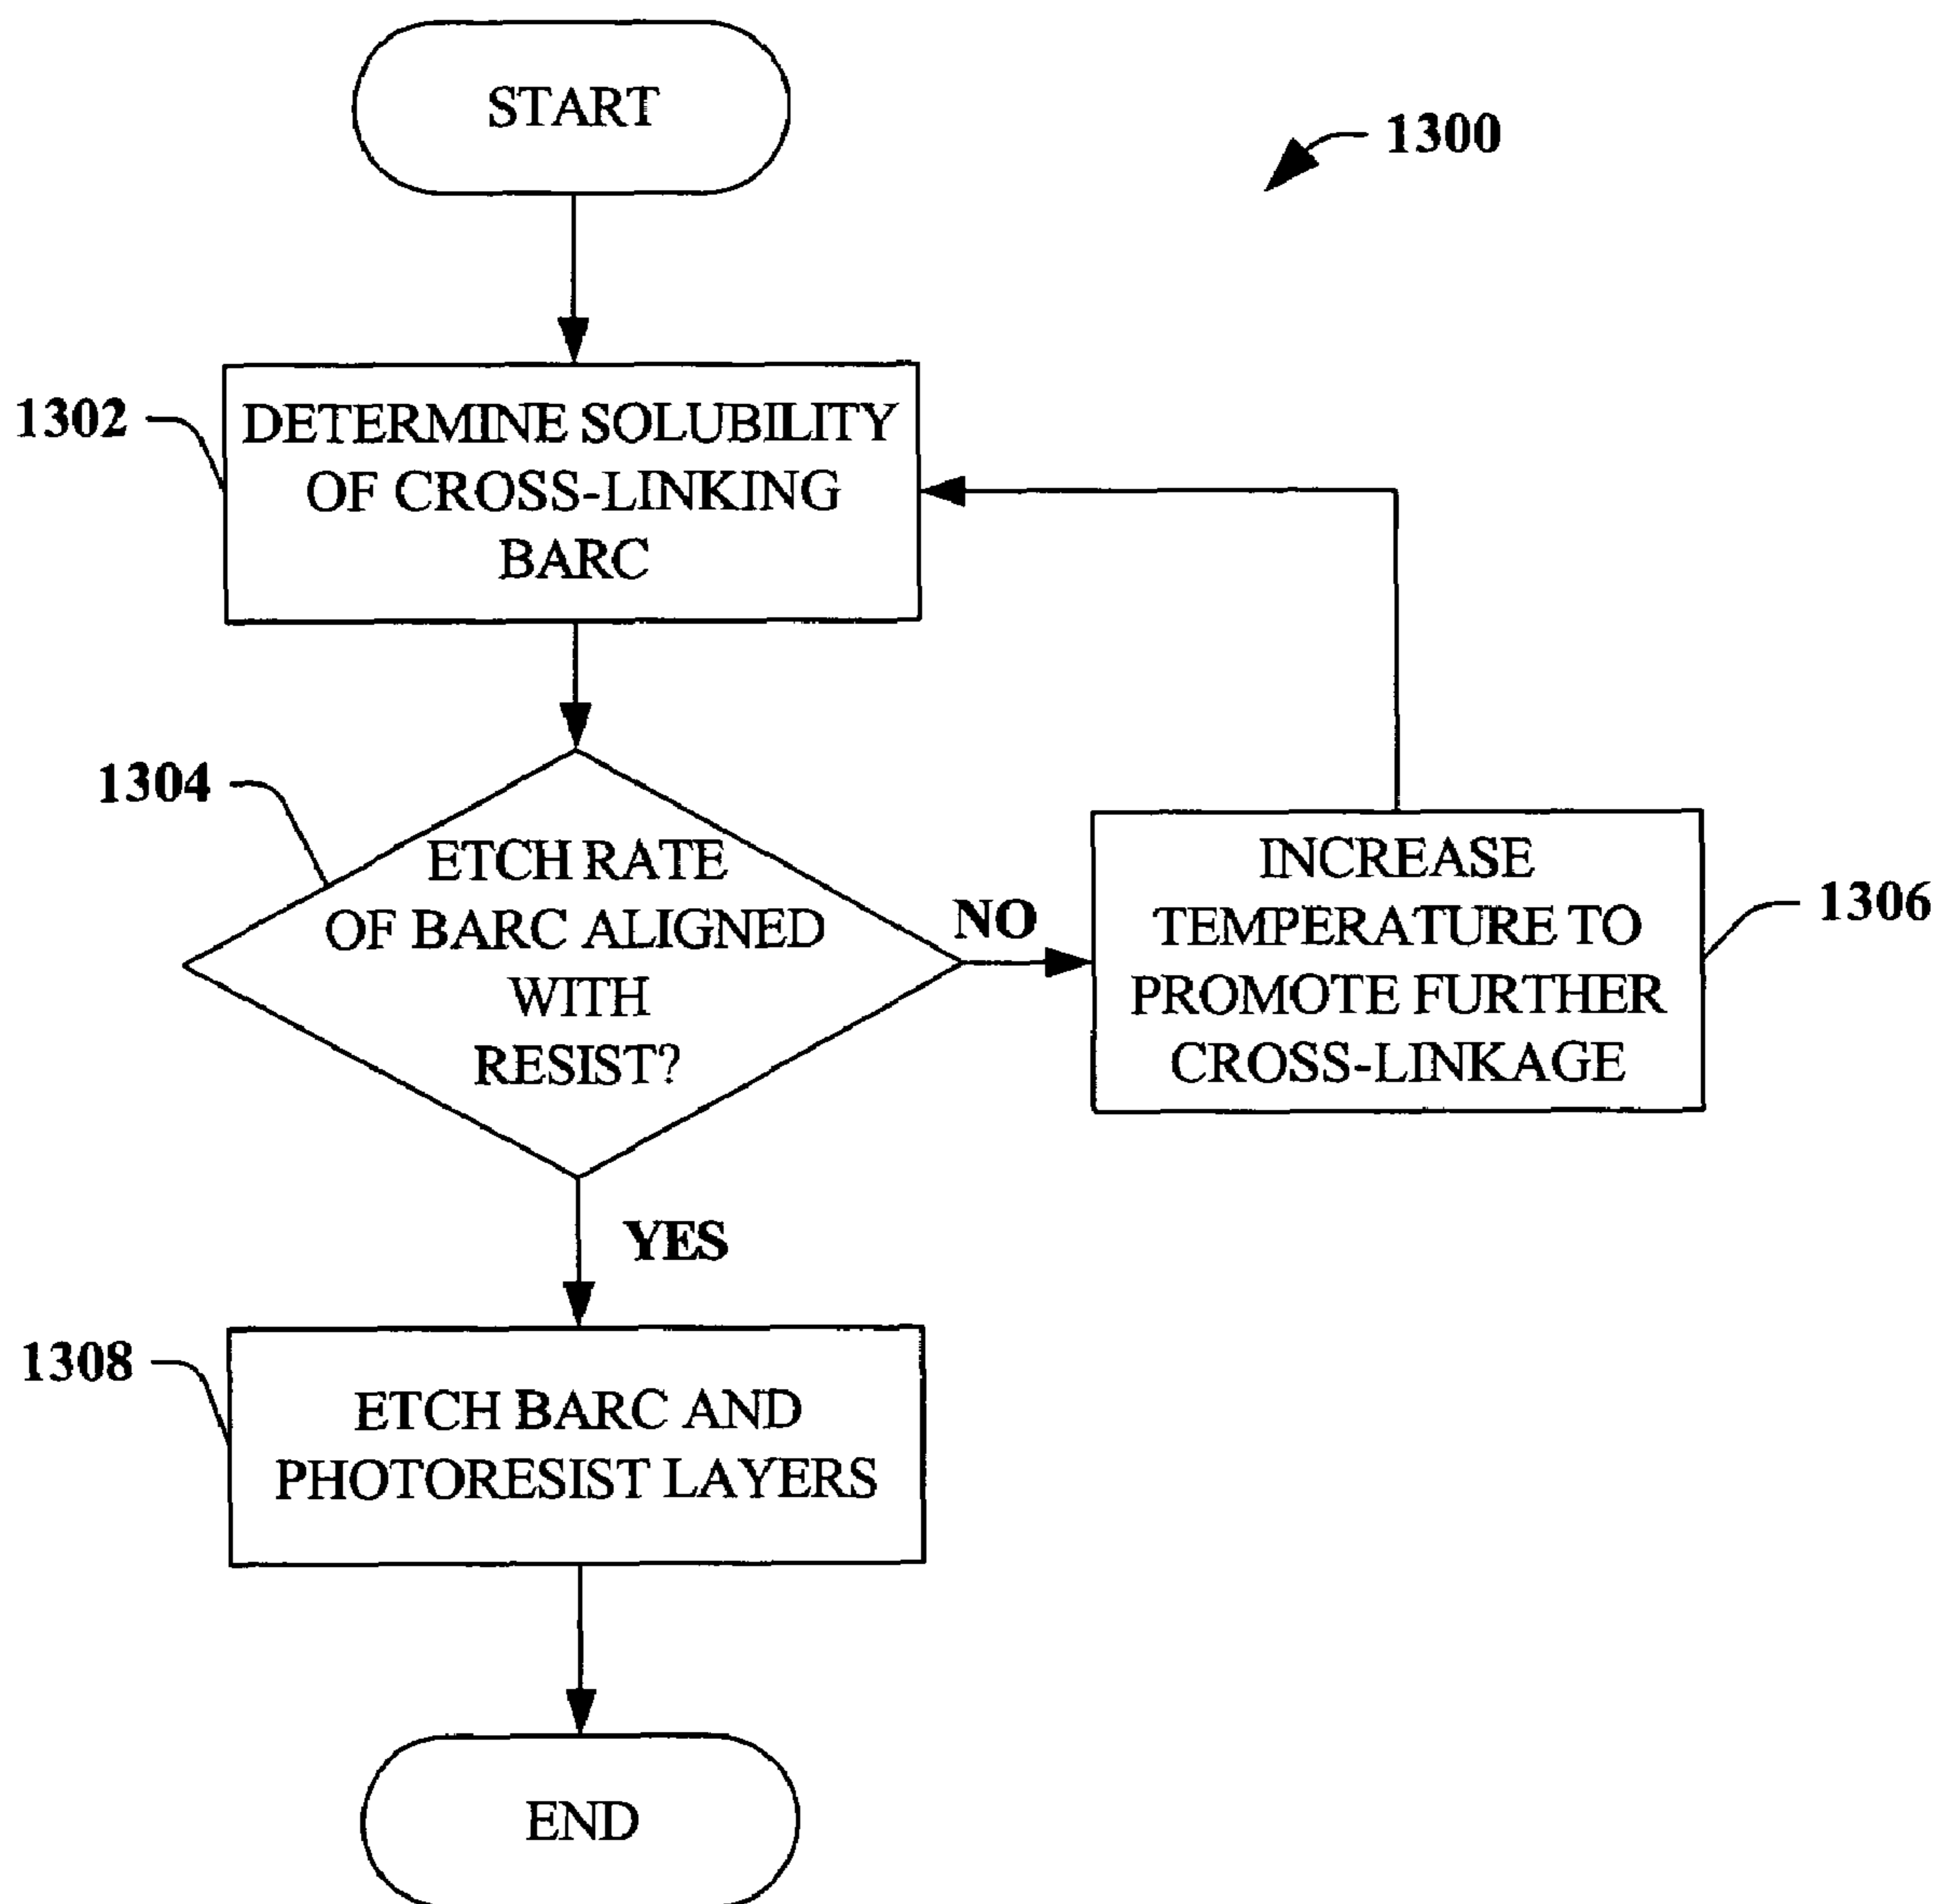 START
1300
1302
DETERMINE SOLUBILITY
OF CROSS-LINKING
BARC
1304
ETCH RATE
OF BARC ALIGNED
WITH
RESIST?
NO
INCREASE
TEMPERATURE TO
PROMOTE FURTHER
CROSS-LINKAGE
1306
YES
1308
ETCH BARC AND
PHOTORESIST LAYERS
END